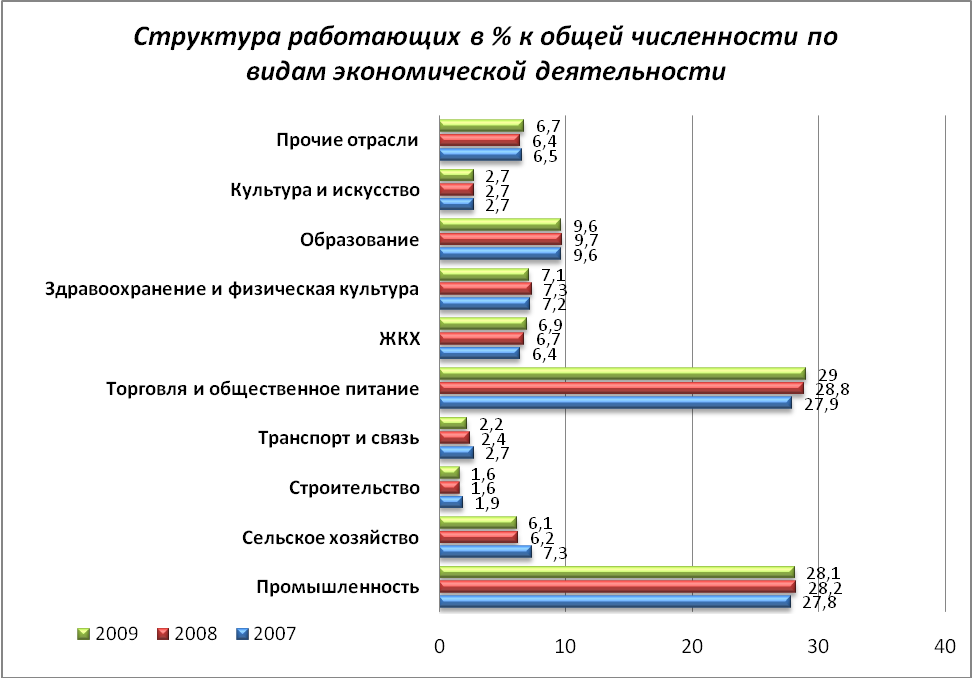 Структура работающих в % к общей численности по
видам экономической деятельности
Прочие отрасли
6,7
6,4
6,5
Культура и искусство
2,7
2,7
2,7
Образование
9,6
9,7
9,6
Здравоохранение и физическая культура
7,1
7,3
7,2
ЖКХ
6,9
6,7
6,4
Торговля и общественное питание
29
28,8
27,9
Транспорт и связь
2,2
2,4
2,7
Строительство
1,6
1,6
1,9
Сельское хозяйство
6,1
6,2
7,3
Промышленность
28,1
28,2
27,8
2009 2008 2007
0 10 20 30 40